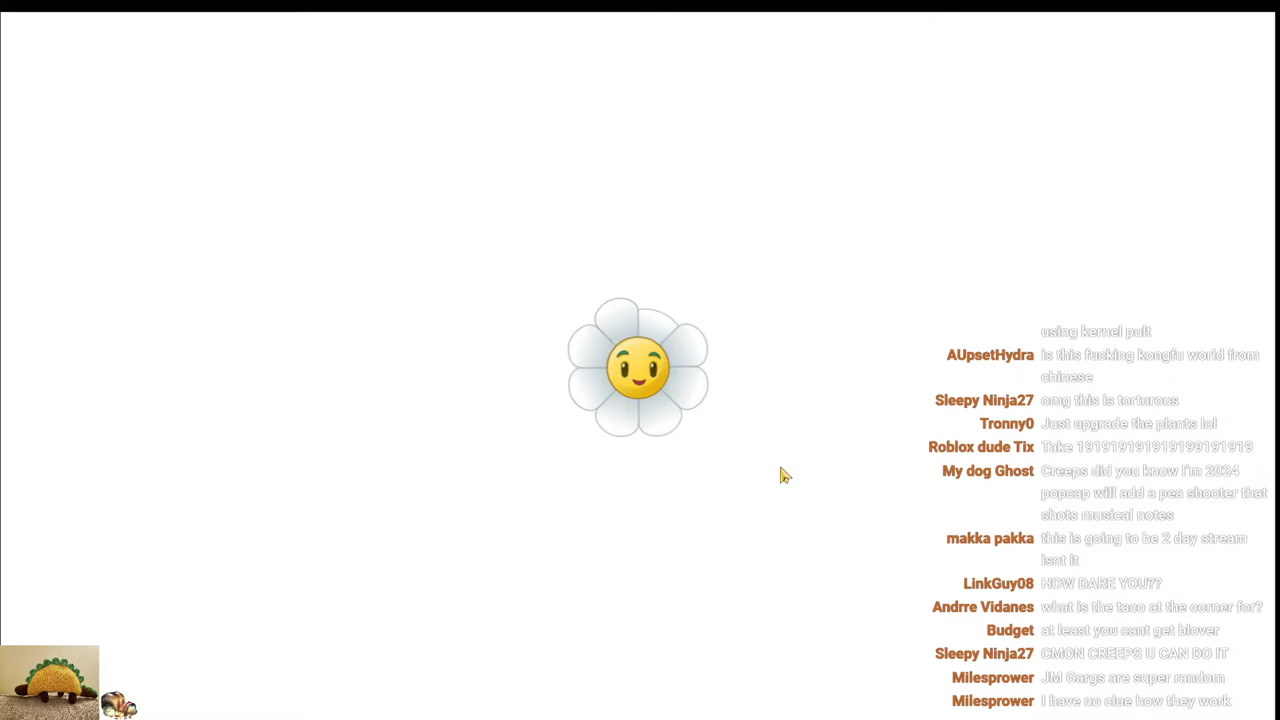 using kernel pult
AUpsetHydra is this fucking kongfu world from
chinese
Sleepy Ninja27 omg this is torturous
Tronny0 Just upgrade the plants lol
Roblox dude Tix Take 191919191919199191919
My dog Ghost Creeps did you know I'm 2024
popcap will add a pea shooter that
shots musical notes
makka pakka this is going to be 2 day stream
isnt it
LinkGuy08 HOW DARE YOU??
Andrre Vidanes what is the taco at the corner for?
Budget at least you cant get blover
Sleepy Ninja27 CMON CREEPS U CAN DO IT
Milesprower JM Gargs are super random
Milesprower I have no clue how they work